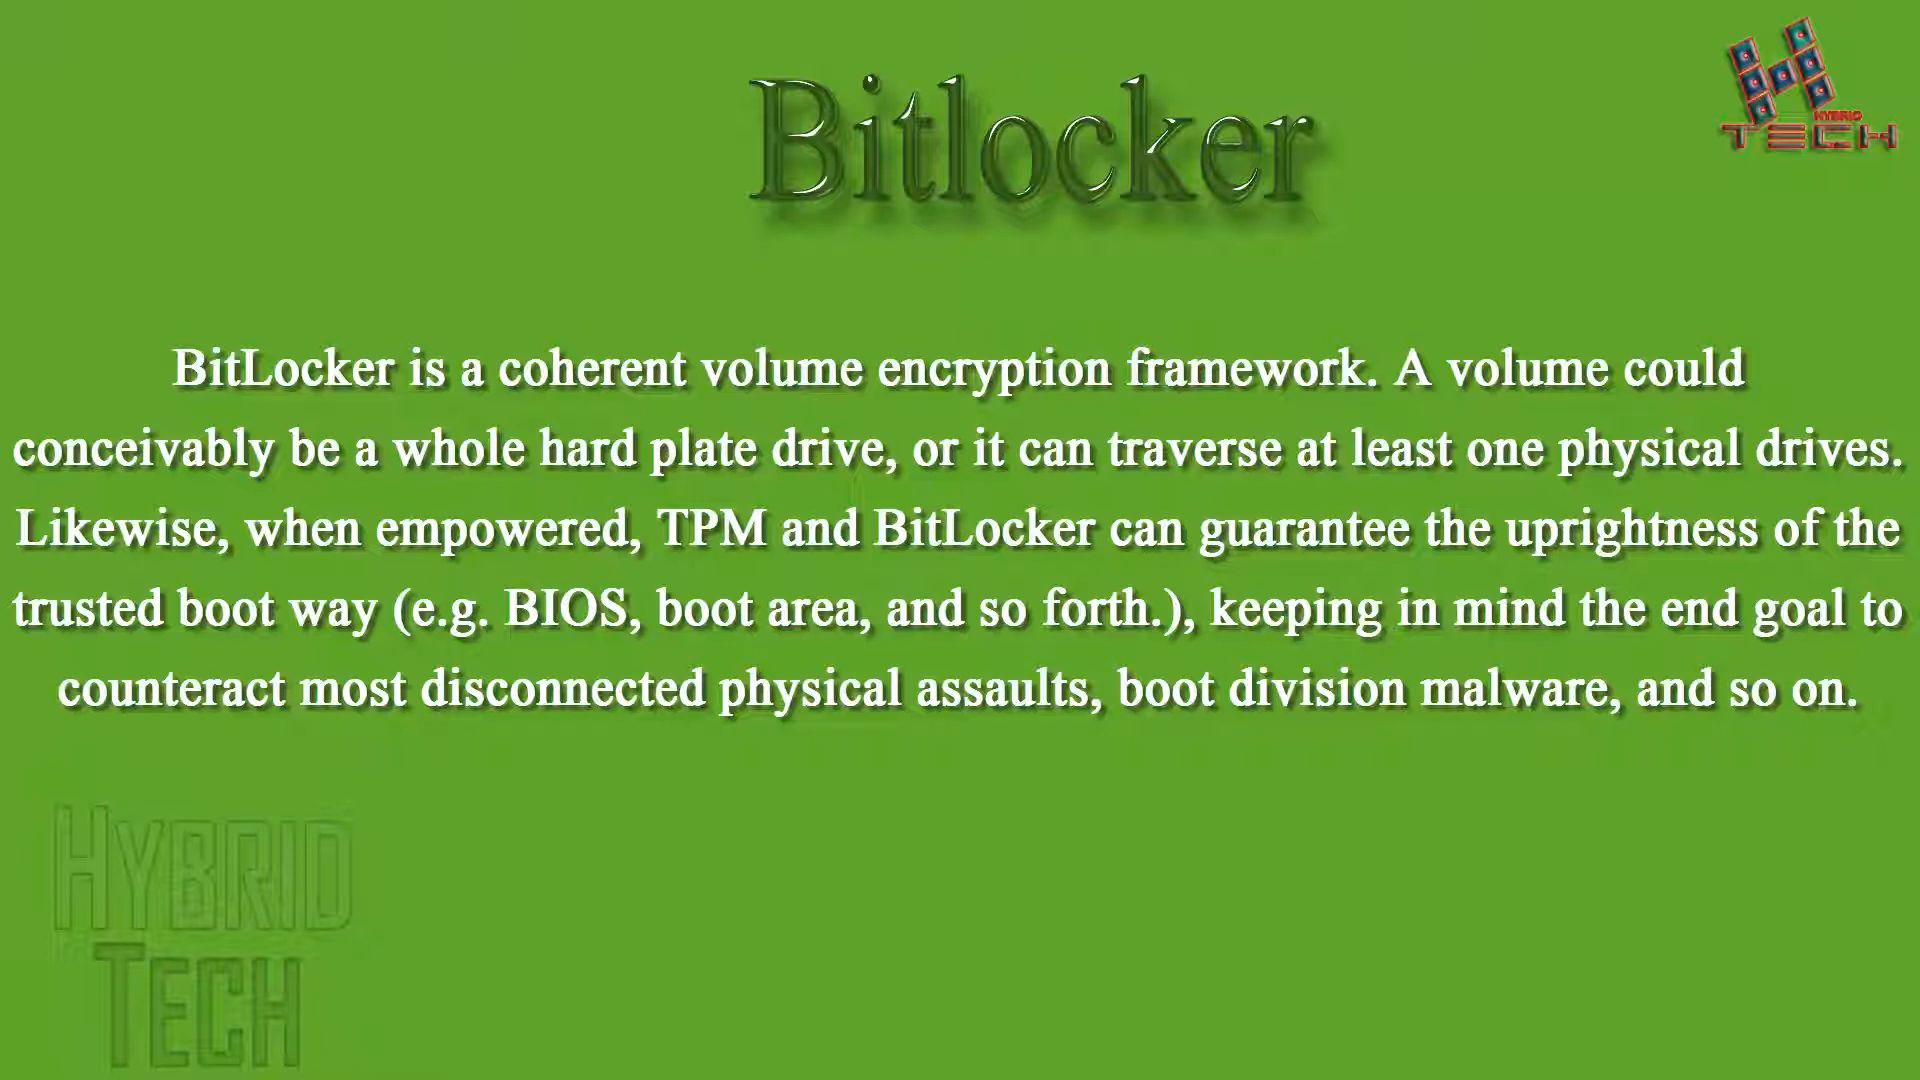 Bitlocker
HYBRID
TECH
BitLocker is a coherent volume encryption framework. A volume could
conceivably be a whole hard plate drive, or it can traverse at least one physical drives.
Likewise, when empowered, TPM and BitLocker can guarantee the uprightness of the
trusted boot way (e.g. BIOS, boot area, and so forth.), keeping in mind the end goal to
counteract most disconnected physical assaults, boot division malware, and so on.
HYBRID
TECH